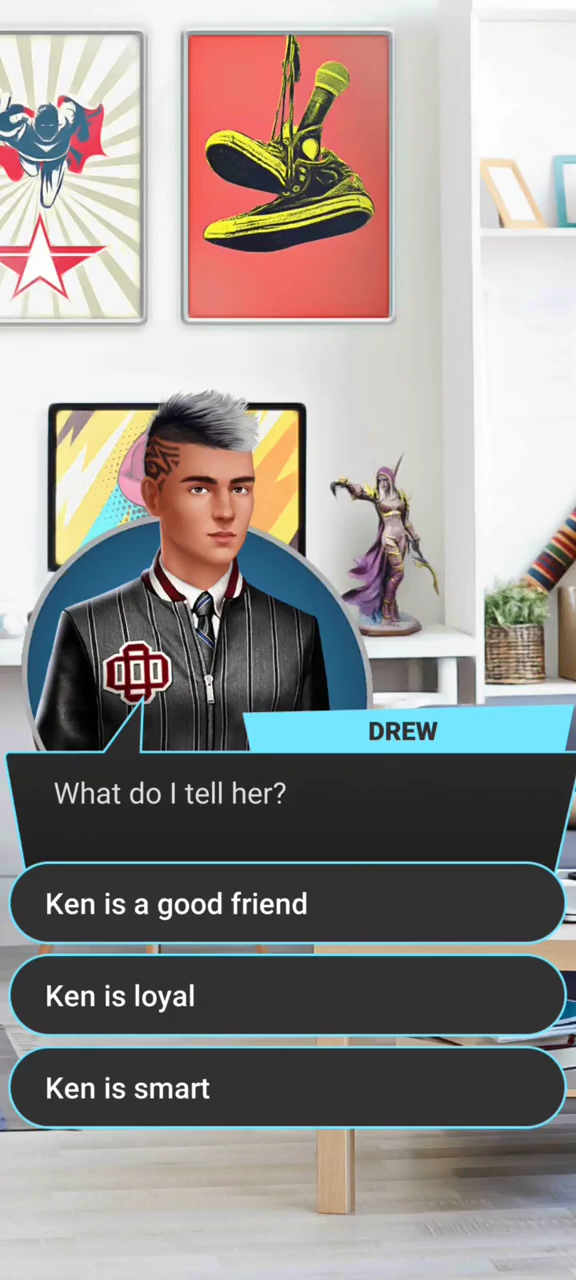 DREW
What do I tell her?
Ken is a good friend
Ken is loyal
Ken is smart